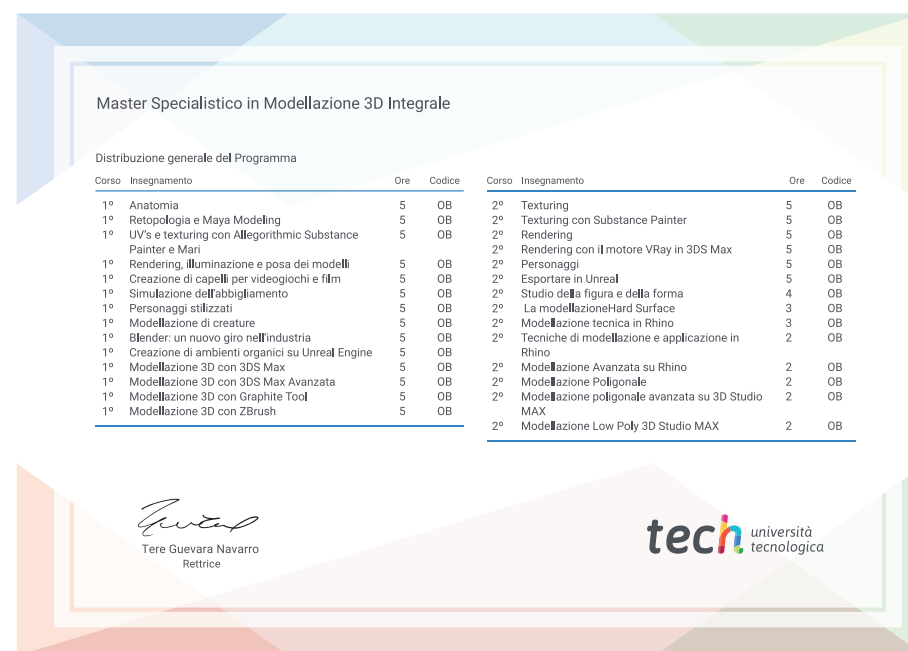 Master Specialistico in Modellazione 3D Integrale
Distribuzione generale del Programma
Corso Insegnamento Ore Codice
1º Anatomia 5 OB
1º Retopologia e Maya Modeling 5 OB
1º UV's e texturing con Allegorithmic Substance 5 OB
Painter e Mari
1º Rendering, illuminazione e posa dei modelli 5 OB
1º Creazione di capelli per videogiochi e film 5 OB
1º Simulazione dell'abbigliamento 5 OB
1º Personaggi stilizzati 5 OB
1º Modellazione di creature 5 OB
1º Blender: un nuovo giro nell'industria 5 OB
1º Creazione di ambienti organici su Unreal Engine 5 OB
1º Modellazione 3D con 3DS Max 5 OB
1º Modellazione 3D con 3DS Max Avanzata 5 OB
1º Modellazione 3D con Graphite Tool 5 OB
1º Modellazione 3D con ZBrush 5 OB
Corso Insegnamento Ore Codice
2º Texturing 5 OB
2º Texturing con Substance Painter 5 OB
2º Rendering 5 OB
2º Rendering con il motore VRay in 3DS Max 5 OB
2º Personaggi 5 OB
2º Esportare in Unreal 5 OB
2º Studio della figura e della forma 4 OB
2º La modellazioneHard Surface 3 OB
2º Modellazione tecnica in Rhino 3 OB
2º Tecniche di modellazione e applicazione in 2 OB
Rhino
2º Modellazione Avanzata su Rhino 2 OB
2º Modellazione Poligonale 2 OB
2º Modellazione poligonale avanzata su 3D Studio 2 OB
MAX
2º Modellazione Low Poly 3D Studio MAX 2 OB
Tere Guevara Navarro
Rettrice
tech università
tecnologica